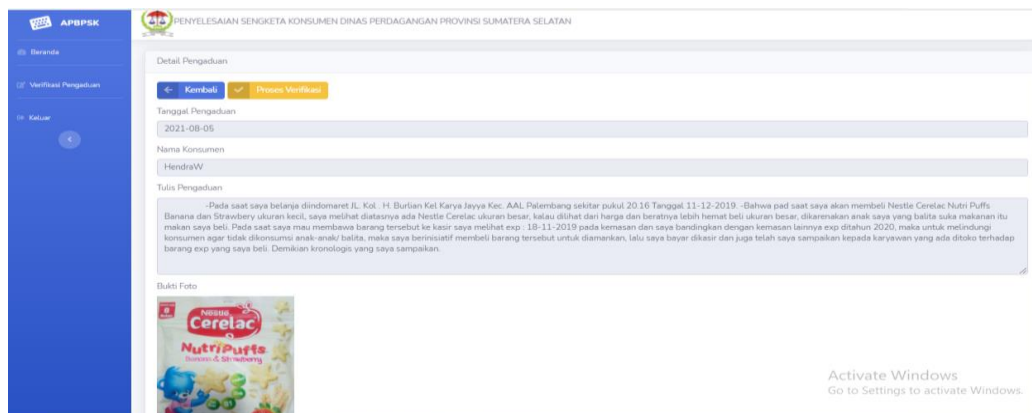 APBPSK
PENYELESAIAN SENGKETA KONSUMEN DINAS PERDAGANGAN PROVINSI SUMATERA SELATAN
Beranda
Verifikasi Pengaduan
Keluar
Detail Pengaduan
Kembali
Proses Verifikasi
Tanggal Pengaduan
2021-08-05
Nama Konsumen
HendraW
Tulis Pengaduan
-Pada saat saya belanja diindomaret JL. Kol . H. Burlian Kel Karya Jayya Kec. AAL Palembang sekitar pukul 20.16 Tanggal 11-12-2019. -Bahwa pad saat saya akan membeli Nestle Cerelac Nutri Puffs
Banana dan Strawbery ukuran kecil, saya melihat diatasnya ada Nestle Cerelac ukuran besar, kalau dilihat dari harga dan beratnya lebih hemat beli ukuran besar, dikarenakan anak saya yang balita suka makanan itu
makan saya beli. Pada saat saya mau membawa barang tersebut ke kasir saya melihat exp : 18-11-2019 pada kemasan dan saya bandingkan dengan kemasan lainnya exp ditahun 2020, maka untuk melindungi
konsumen agar tidak dikonsumsi anak-anak/ balita, maka saya berinisiatif membeli barang tersebut untuk diamankan, lalu saya bayar dikasir dan juga telah saya sampaikan kepada karyawan yang ada ditoko terhadap
barang exp yang saya beli. Demikian kronologis yang saya sampaikan.
Bukti Foto
8
Nestlé
Cerelac
NutriPuffs
Banana & Strawberry
Activate Windows
Go to Settings to activate Windows.